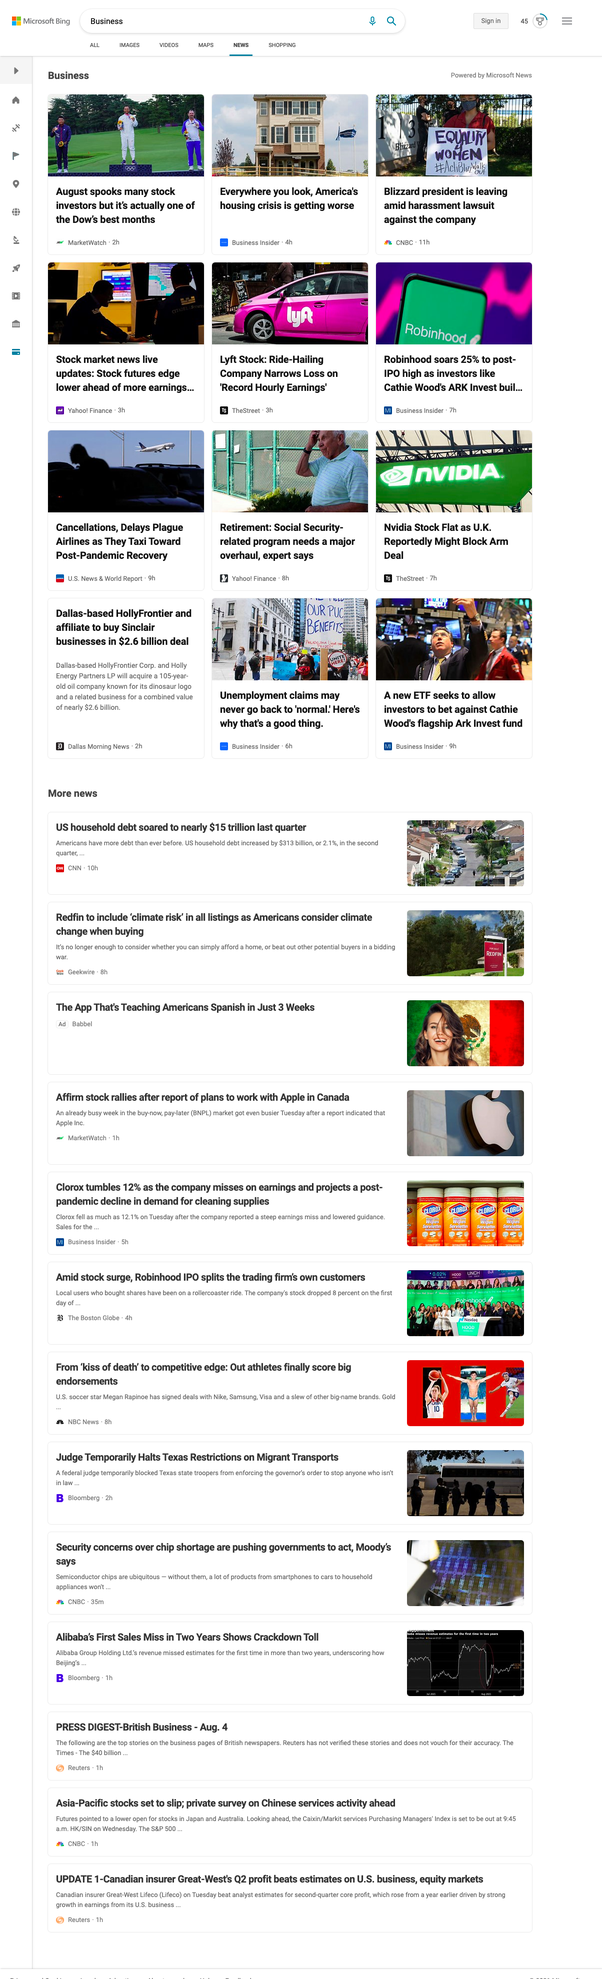 Microsoft Bing
Business
Sign in
45
ALL
IMAGES
VIDEOS
MAPS
NEWS
SHOPPING
Business
Powered by Microsoft News
August spooks many stock
investors but it's actually one of
the Dow's best months
MarketWatch · 2h
Everywhere you look, America's
housing crisis is getting worse
Business Insider · 4h
EQUALITY
WOMEN
Blizzard president is leaving
amid harassment lawsuit
against the company
CNBC · 11h
Stock market news live
updates: Stock futures edge
lower ahead of more earnings...
Yahoo! Finance · 3h
lyft
Lyft Stock: Ride-Hailing
Company Narrows Loss on
'Record Hourly Earnings'
TheStreet · 3h
Robinhood
Robinhood soars 25% to post-
IPO high as investors like
Cathie Wood's ARK Invest buil...
Business Insider · 7h
Cancellations, Delays Plague
Airlines as They Taxi Toward
Post-Pandemic Recovery
U.S. News & World Report · 9h
Retirement: Social Security-
related program needs a major
overhaul, expert says
Yahoo! Finance · 8h
NVIDIA.
Nvidia Stock Flat as U.K.
Reportedly Might Block Arm
Deal
TheStreet · 7h
Dallas-based HollyFrontier and
affiliate to buy Sinclair
businesses in $2.6 billion deal
Dallas-based HollyFrontier Corp. and Holly
Energy Partners LP will acquire a 105-year-
old oil company known for its dinosaur logo
and a related business for a combined value
of nearly $2.6 billion.
Dallas Morning News · 2h
OUR PUC
BENEFITS
Unemployment claims may
never go back to 'normal.' Here's
why that's a good thing.
Business Insider · 6h
A new ETF seeks to allow
investors to bet against Cathie
Wood's flagship Ark Invest fund
Business Insider · 9h
More news
US household debt soared to nearly $15 trillion last quarter
Americans have more debt than ever before. US household debt increased by $313 billion, or 2.1%, in the second
quarter, ...
CNN · 10h
Redfin to include 'climate risk' in all listings as Americans consider climate
change when buying
It's no longer enough to consider whether you can simply afford a home, or beat out other potential buyers in a bidding
war.
Geekwire · 8h
REDFIN
The App That's Teaching Americans Spanish in Just 3 Weeks
Ad Babbel
Affirm stock rallies after report of plans to work with Apple in Canada
An already busy week in the buy-now, pay-later (BNPL) market got even busier Tuesday after a report indicated that
Apple Inc.
MarketWatch · 1h
Clorox tumbles 12% as the company misses on earnings and projects a post-
pandemic decline in demand for cleaning supplies
Clorox fell as much as 12.1% on Tuesday after the company reported a steep earnings miss and lowered guidance.
Sales for the ...
Business Insider · 5h
CLOROX CLOROX CLOROX CLOROX
Amid stock surge, Robinhood IPO splits the trading firm's own customers
Local users who bought shares have been on a rollercoaster ride. The company's stock dropped 8 percent on the first
day of ...
The Boston Globe · 4h
From 'kiss of death' to competitive edge: Out athletes finally score big
endorsements
U.S. soccer star Megan Rapinoe has signed deals with Nike, Samsung, Visa and a slew of other big-name brands. Gold
...
NBC News · 8h
Judge Temporarily Halts Texas Restrictions on Migrant Transports
A federal judge temporarily blocked Texas state troopers from enforcing the governor's order to stop anyone who isn't
in law ...
Bloomberg · 2h
Security concerns over chip shortage are pushing governments to act, Moody's
says
Semiconductor chips are ubiquitous — without them, a lot of products from smartphones to cars to household
appliances won't ...
CNBC · 35m
Alibaba's First Sales Miss in Two Years Shows Crackdown Toll
Alibaba Group Holding Ltd.'s revenue missed estimates for the first time in more than two years, underscoring how
Beijing's ...
Bloomberg · 1h
PRESS DIGEST-British Business - Aug. 4
The following are the top stories on the business pages of British newspapers. Reuters has not verified these stories and does not vouch for their accuracy. The
Times - The $40 billion ...
Reuters · 1h
Asia-Pacific stocks set to slip; private survey on Chinese services activity ahead
Futures pointed to a lower open for stocks in Japan and Australia. Looking ahead, the Caixin/Markit services Purchasing Managers' Index is set to be out at 9:45
a.m. HK/SIN on Wednesday. The S&P 500 ...
CNBC · 1h
UPDATE 1-Canadian insurer Great-West's Q2 profit beats estimates on U.S. business, equity markets
Canadian insurer Great-West Lifeco (Lifeco) on Tuesday beat analyst estimates for second-quarter core profit, which rose from a year earlier driven by strong
growth in earnings from its U.S. business ...
Reuters · 1h